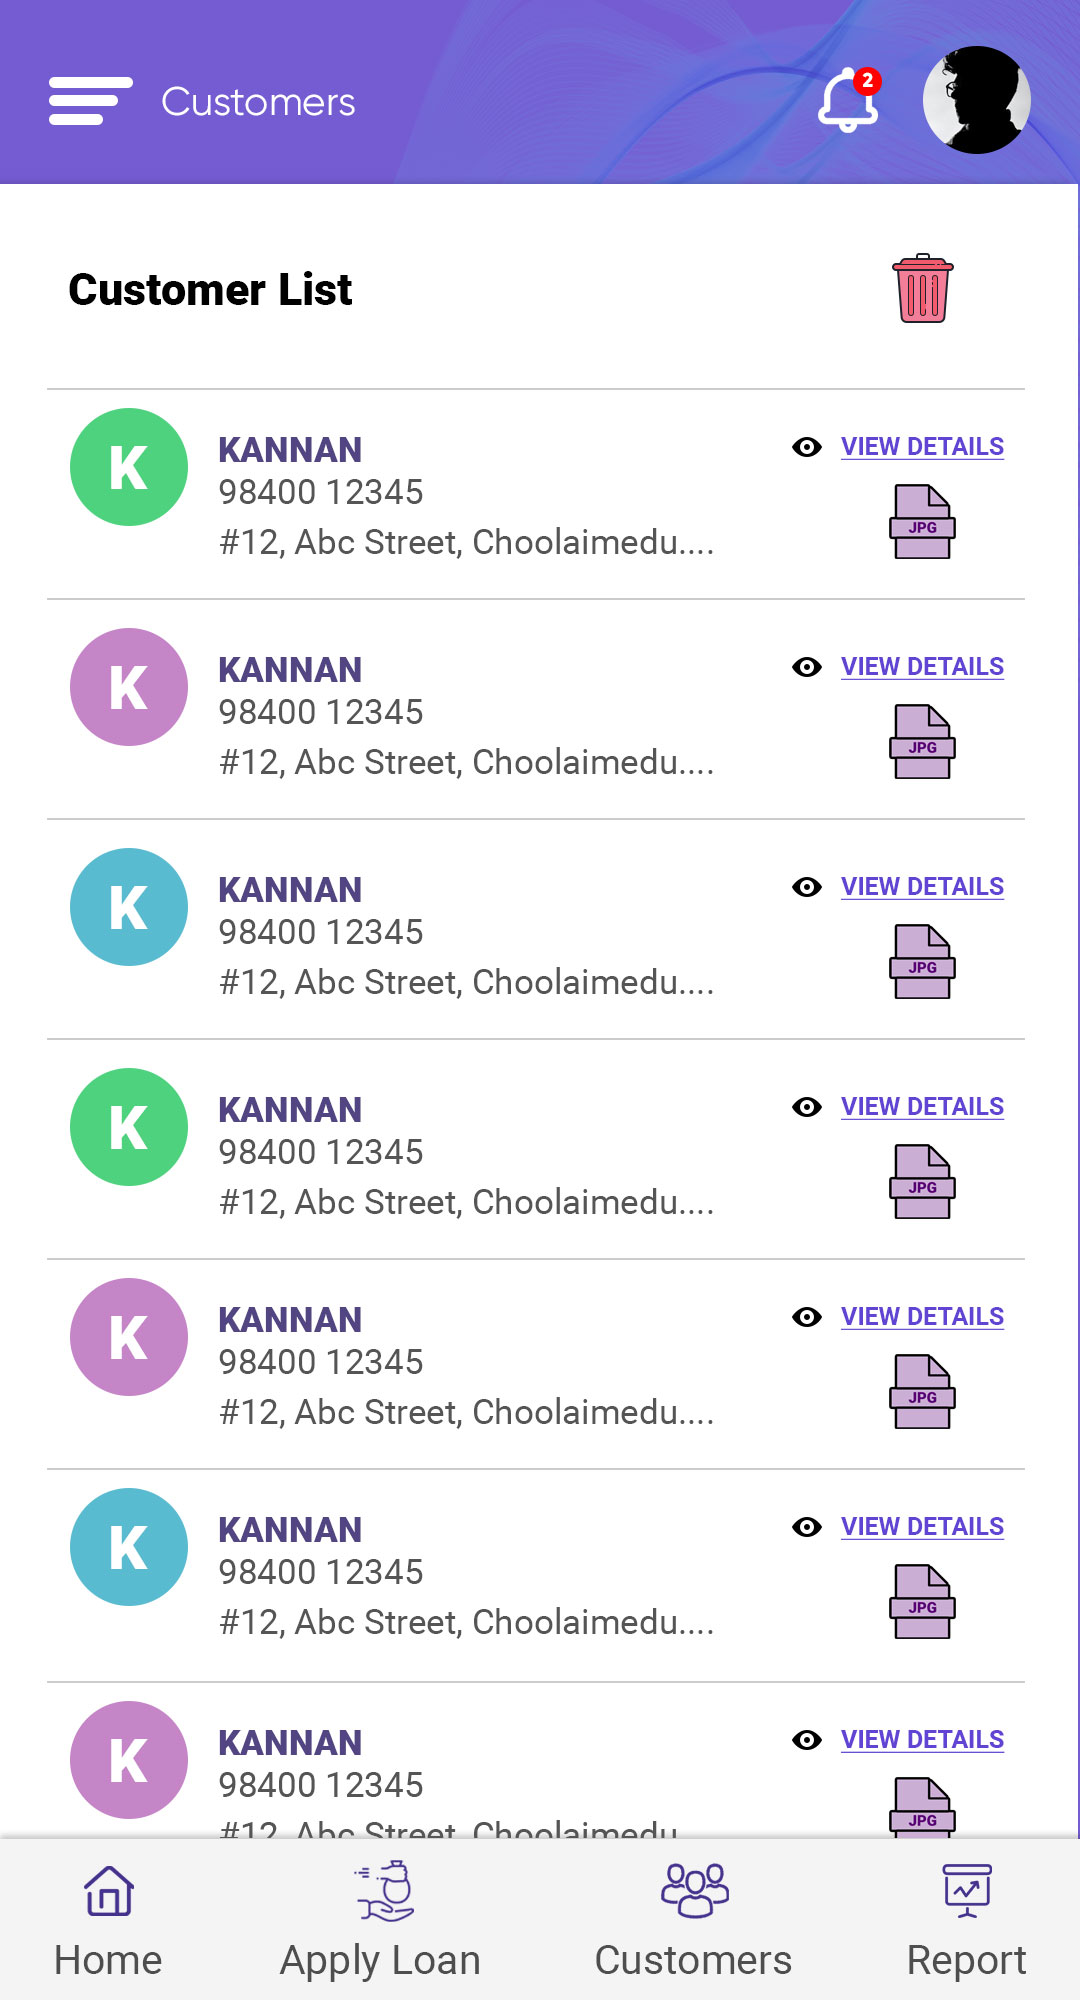 Customers
2
Customer List
K
KANNAN
VIEW DETAILS
98400 12345
JPG
#12, Abc Street, Choolaimedu....
K
KANNAN
VIEW DETAILS
98400 12345
JPG
#12, Abc Street, Choolaimedu....
K
KANNAN
VIEW DETAILS
98400 12345
JPG
#12, Abc Street, Choolaimedu....
K
KANNAN
VIEW DETAILS
98400 12345
JPG
#12, Abc Street, Choolaimedu....
K
KANNAN
VIEW DETAILS
98400 12345
JPG
#12, Abc Street, Choolaimedu....
K
KANNAN
VIEW DETAILS
98400 12345
JPG
#12, Abc Street, Choolaimedu....
K
KANNAN
VIEW DETAILS
98400 12345
JPG
#12, Abc Street, Choolaimedu
Home
Apply Loan
Customers
Report